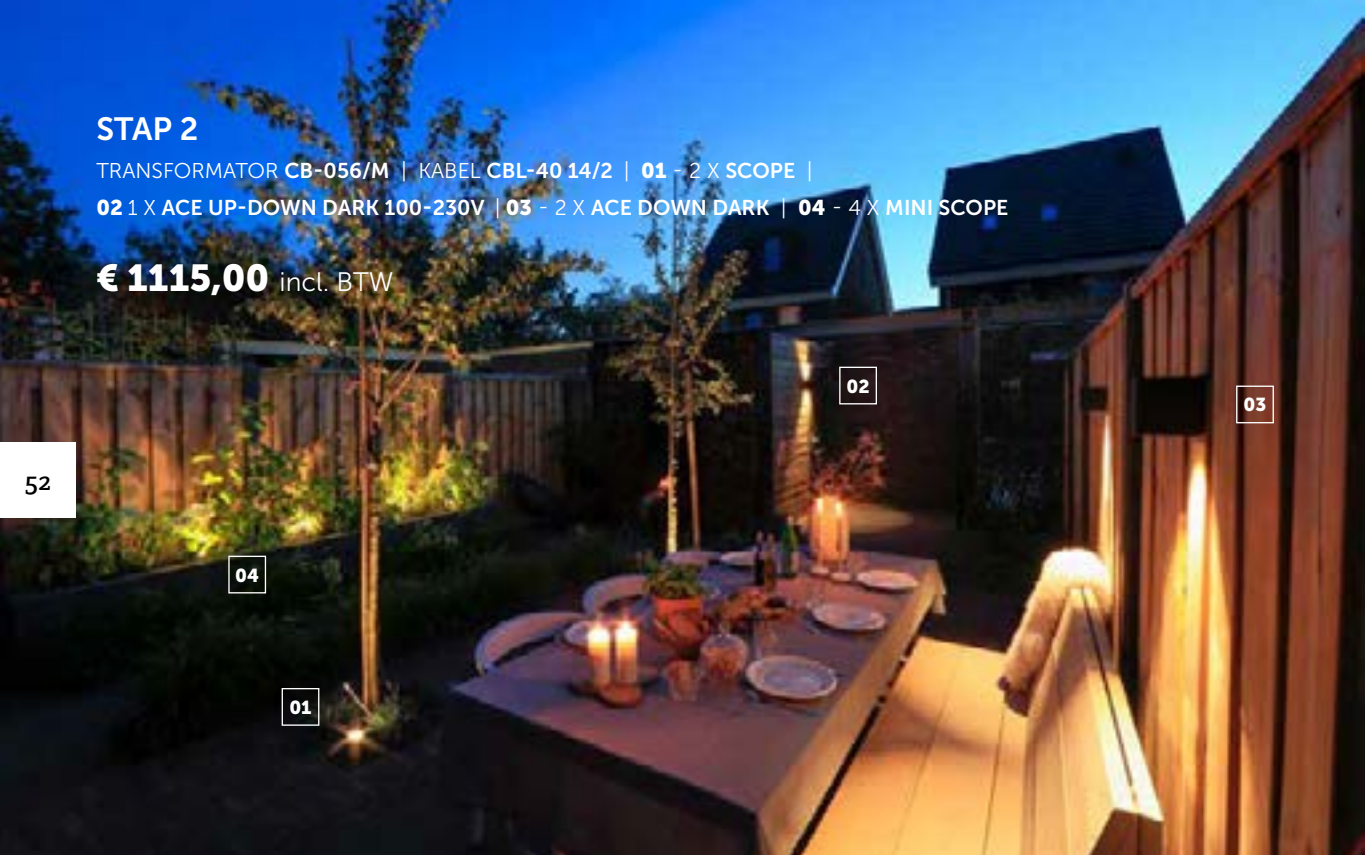 STAP 2
TRANSFORMATOR CB-056/M | KABEL CBL-40 14/2 | 01 - 2 X SCOPE |
02 1 X ACE UP-DOWN DARK 100-230V | 03 - 2 X ACE DOWN DARK | 04 - 4 X MINI SCOPE
€ 1115,00 incl. BTW
02
03
52
04
01